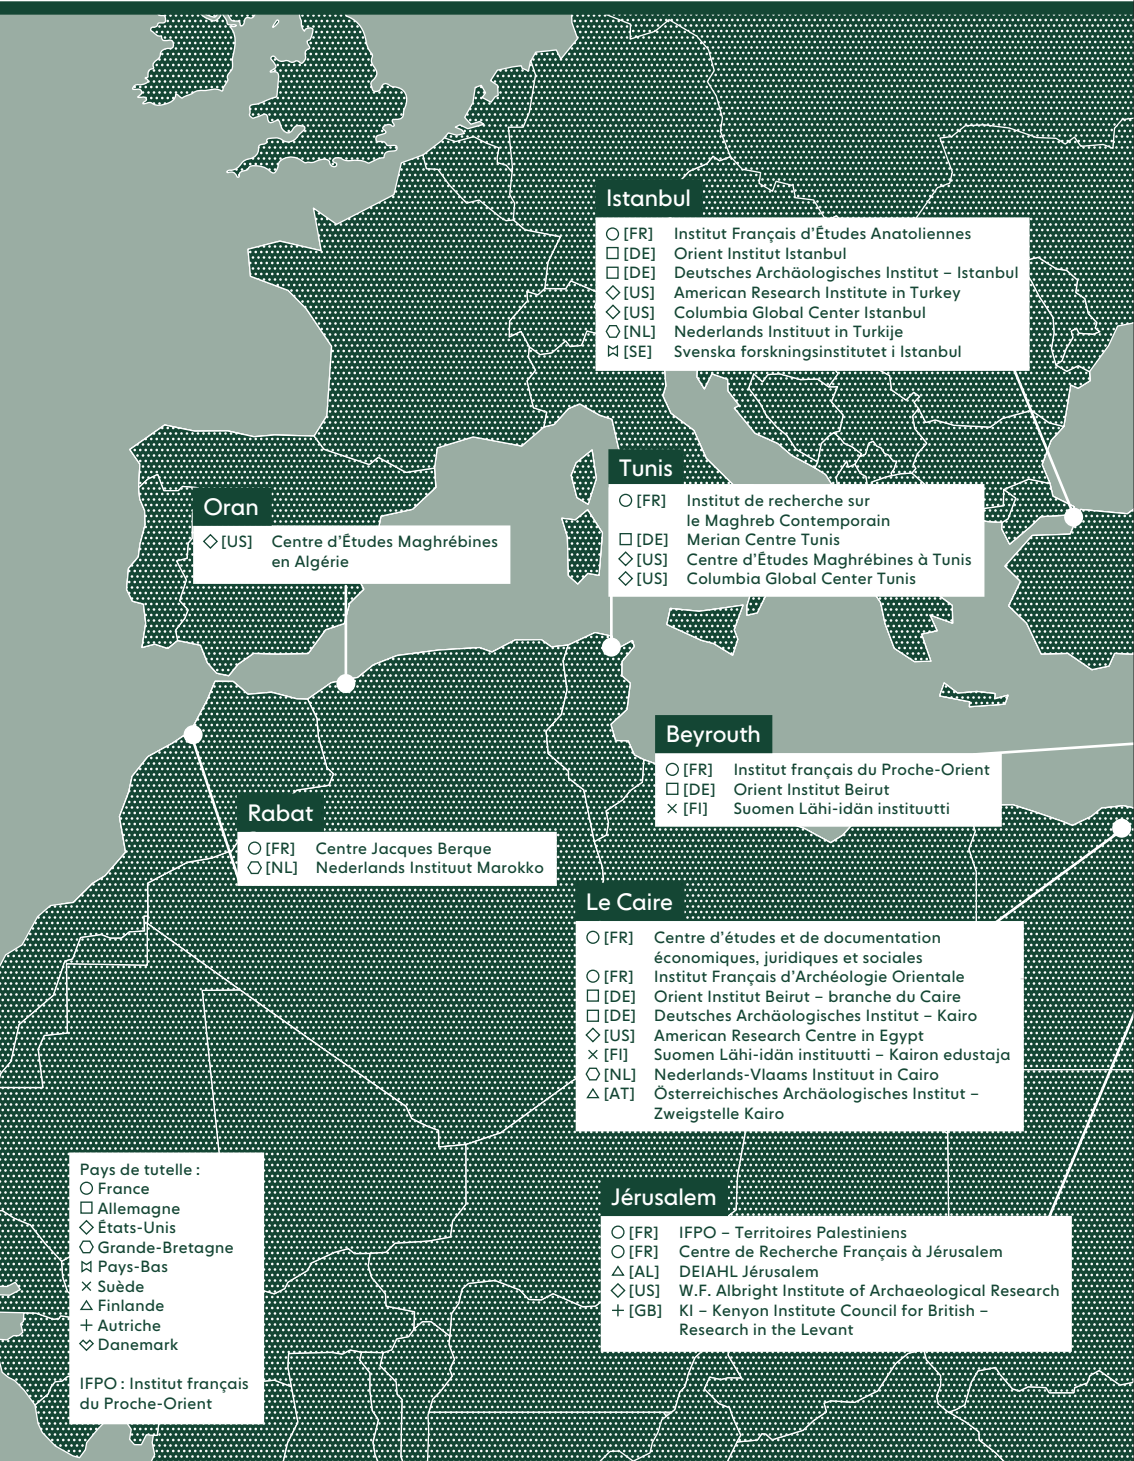 Istanbul
[FR] Institut Français d'Études Anatoliennes
[DE] Orient Institut Istanbul
[DE] Deutsches Archäologisches Institut – Istanbul
[US] American Research Institute in Turkey
[US] Columbia Global Center Istanbul
[NL] Nederlands Instituut in Turkije
[SE] Svenska forskningsinstitutet i Istanbul
Tunis
[FR] Institut de recherche sur
le Maghreb Contemporain
[DE] Merian Centre Tunis
[US] Centre d'Études Maghrébines à Tunis
[US] Columbia Global Center Tunis
Oran
[US] Centre d'Études Maghrébines
en Algérie
Beyrouth
[FR] Institut français du Proche-Orient
[DE] Orient Institut Beirut
[FI] Suomen Lähi-idän instituutti
Rabat
[FR] Centre Jacques Berque
[NL] Nederlands Instituut Marokko
Le Caire
[FR] Centre d'études et de documentation
économiques, juridiques et sociales
[FR] Institut Français d'Archéologie Orientale
[DE] Orient Institut Beirut – branche du Caire
[DE] Deutsches Archäologisches Institut – Kairo
[US] American Research Centre in Egypt
[FI] Suomen Lähi-idän instituutti – Kairon edustaja
[NL] Nederlands-Vlaams Instituut in Cairo
[AT] Österreichisches Archäologisches Institut –
Zweigstelle Kairo
Jérusalem
[FR] IFPO – Territoires Palestiniens
[FR] Centre de Recherche Français à Jérusalem
[AL] DEIAHL Jérusalem
[US] W.F. Albright Institute of Archaeological Research
[GB] KI – Kenyon Institute Council for British –
Research in the Levant
Pays de tutelle :
France
Allemagne
États-Unis
Grande-Bretagne
Pays-Bas
Suède
Finlande
Autriche
Danemark
IFPO : Institut français
du Proche-Orient